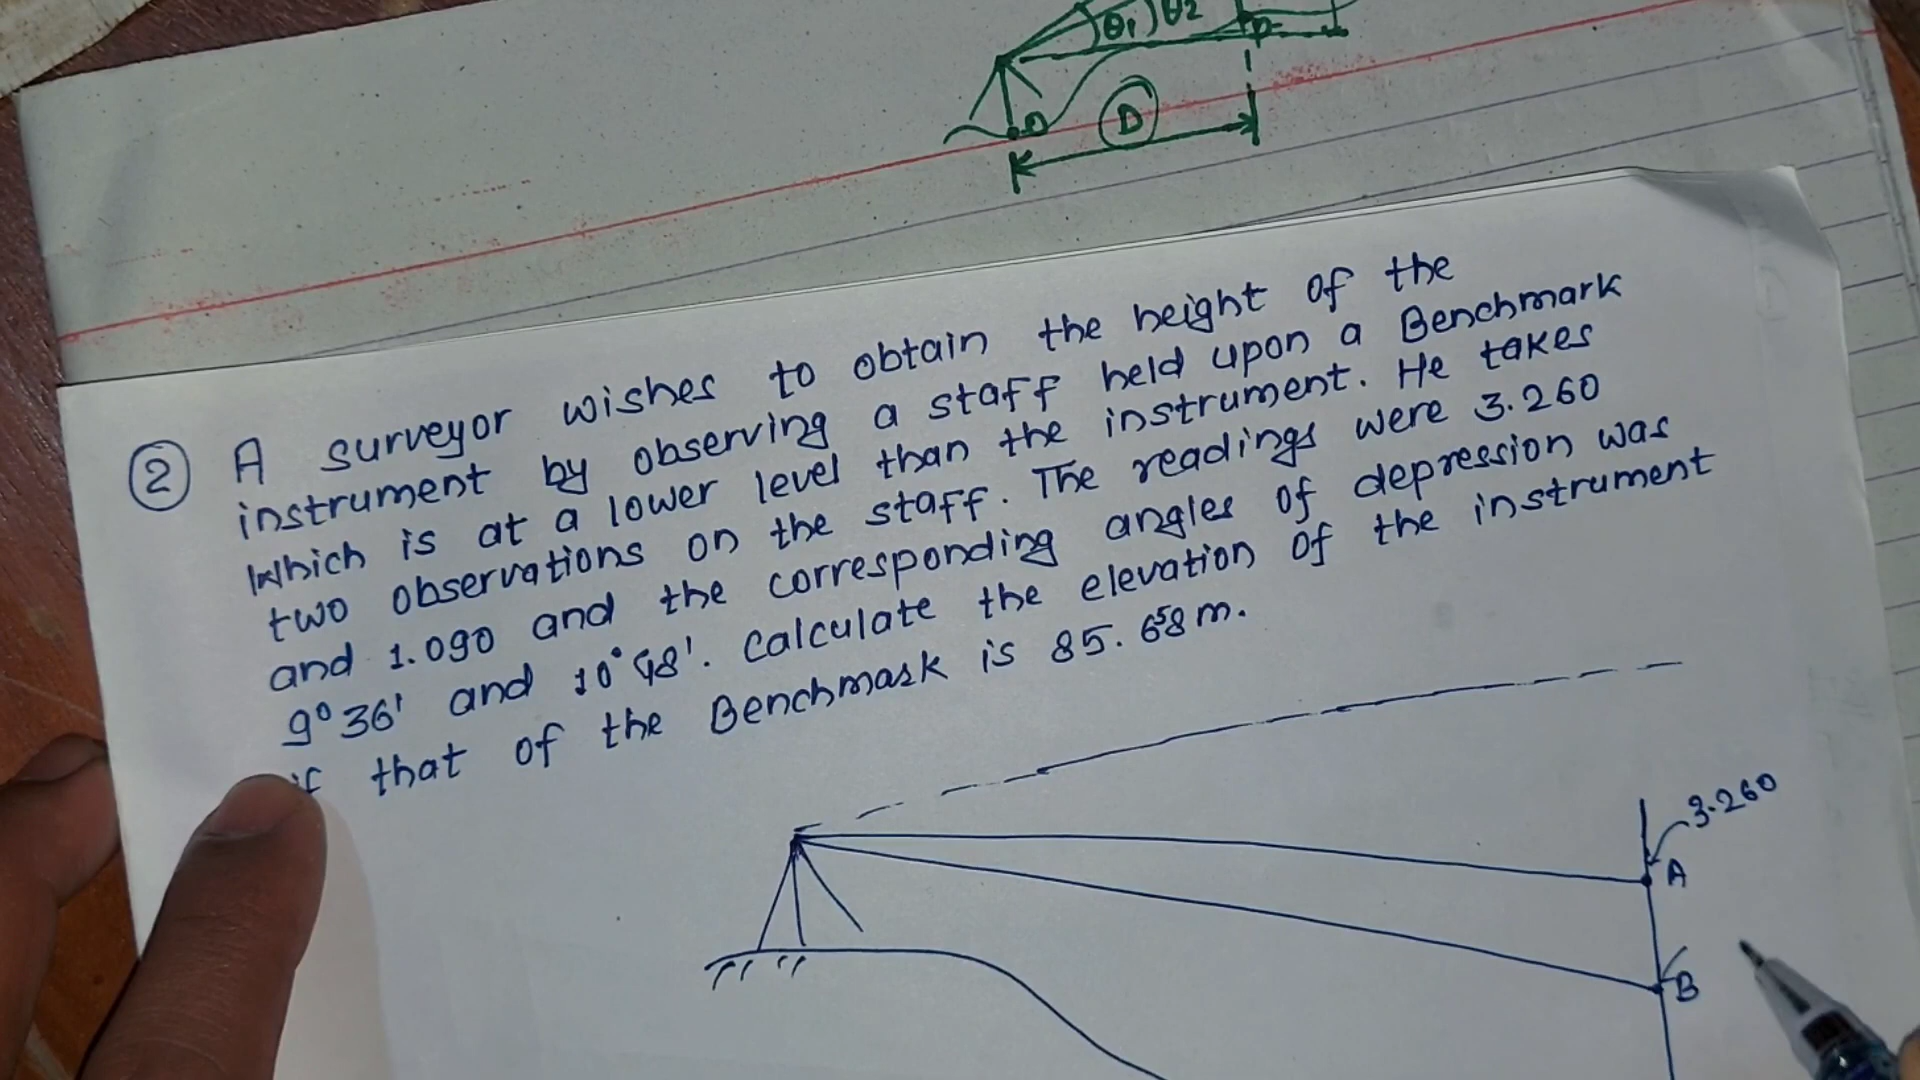 θ1 θ2
D
② A surveyor wishes to obtain the height of the
instrument by observing a staff held upon a Benchmark
Which is at a lower level than the instrument. He takes
two observations on the staff. The readings were 3.260
and 1.090 and the corresponding angles of depression was
9°36' and 10°48'. Calculate the elevation of the instrument
if that of the Benchmark is 85.658m.
3.260
A
B